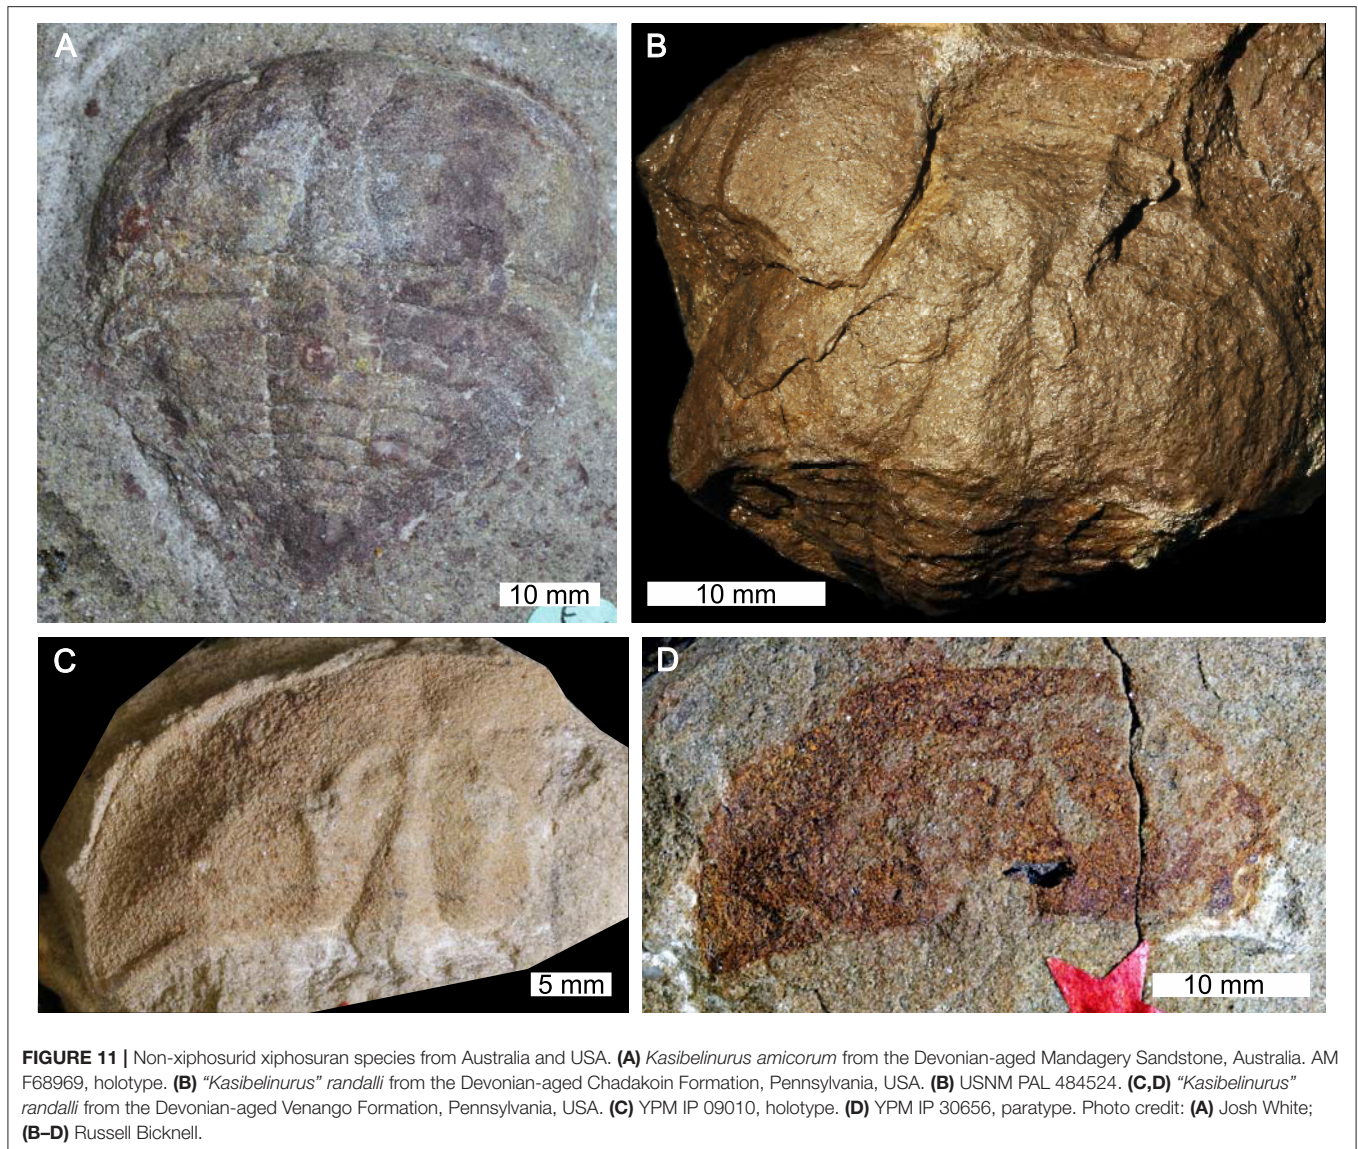 A
B
10 mm
10 mm
C
D
5 mm
10 mm
FIGURE 11 | Non-xiphosurid xiphosuran species from Australia and USA. (A) Kasibelinurus amicorum from the Devonian-aged Mandagery Sandstone, Australia. AM
F68969, holotype. (B) “Kasibelinurus” randalli from the Devonian-aged Chadakoin Formation, Pennsylvania, USA. (B) USNM PAL 484524. (C,D) “Kasibelinurus”
randalli from the Devonian-aged Venango Formation, Pennsylvania, USA. (C) YPM IP 09010, holotype. (D) YPM IP 30656, paratype. Photo credit: (A) Josh White;
(B–D) Russell Bicknell.